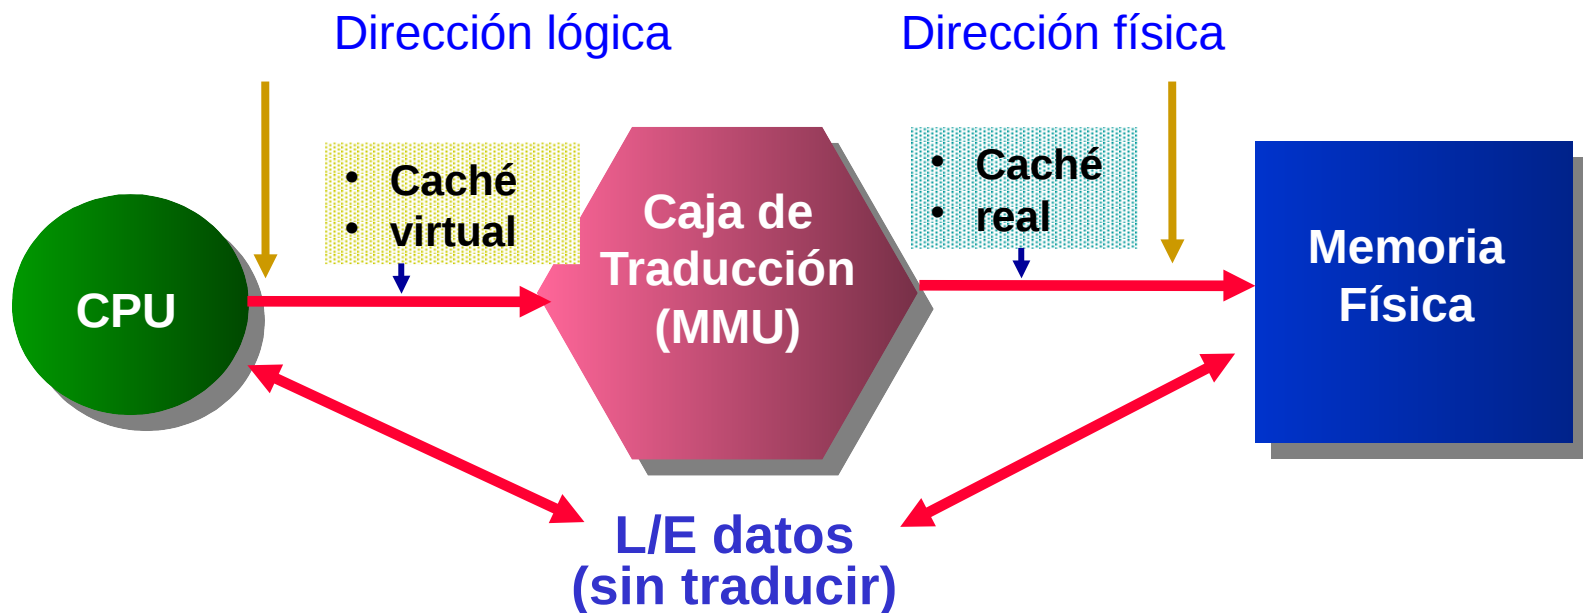 Dirección lógica
Dirección física
• Caché
• virtual
• Caché
• real
CPU
Caja de
Traducción
(MMU)
Memoria
Física
L/E datos
(sin traducir)